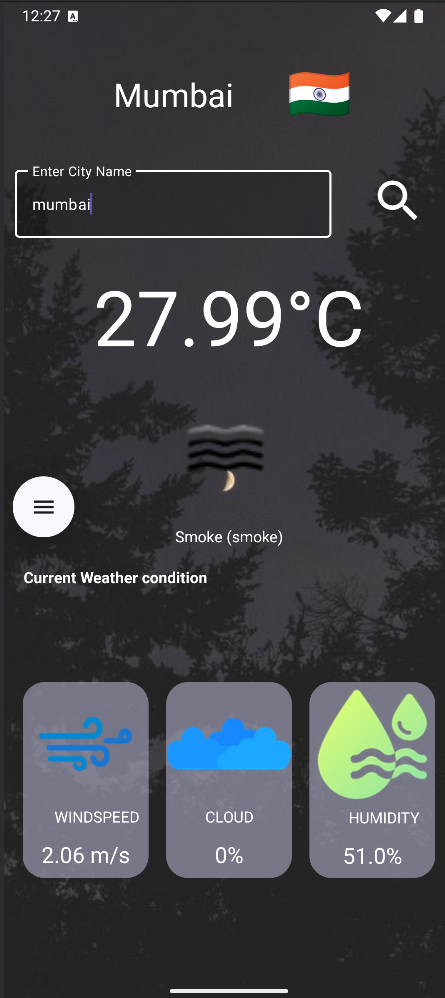 12:27 A
Mumbai
Enter City Name
mumbai
27.99°C
Smoke (smoke)
Current Weather condition
WINDSPEED CLOUD HUMIDITY
2.06 m/s 0% 51.0%